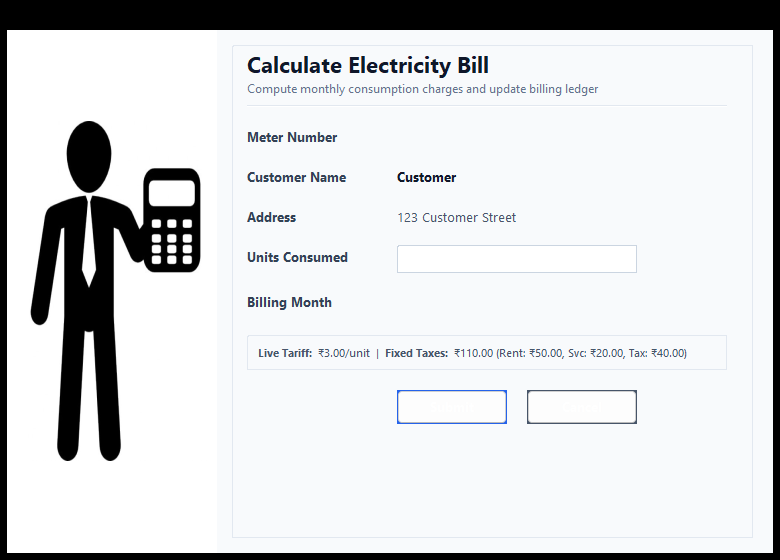 Calculate Electricity Bill
Compute monthly consumption charges and update billing ledger
Meter Number
Customer Name Customer
Address 123 Customer Street
Units Consumed
Billing Month
Live Tariff: ₹3.00/unit | Fixed Taxes: ₹110.00 (Rent: ₹50.00, Svc: ₹20.00, Tax: ₹40.00)